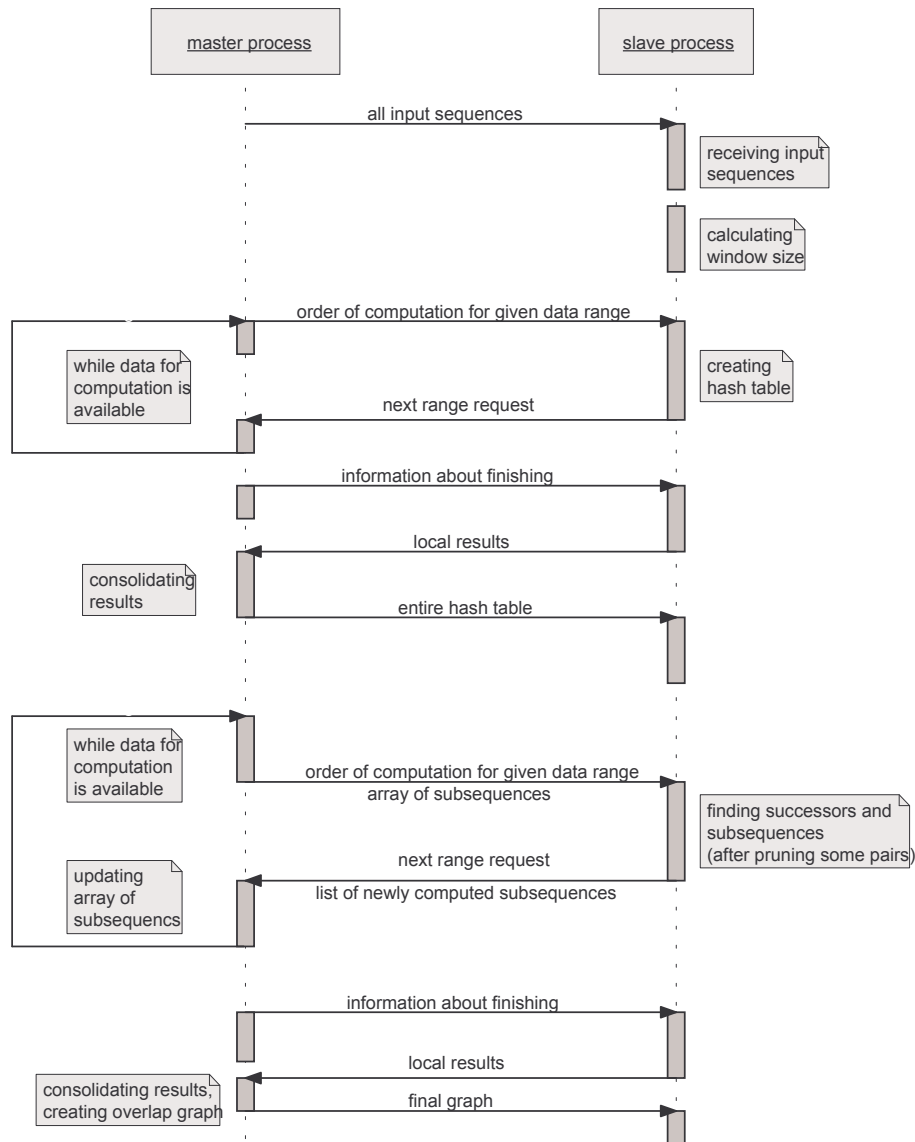 master process
slave process
all input sequences
receiving input
sequences
calculating
window size
order of computation for given data range
while data for
computation is
available
creating
hash table
next range request
information about finishing
local results
consolidating
results
entire hash table
while data for
computation
is available
order of computation for given data range
array of subsequences
finding successors and
subsequences
(after pruning some pairs)
next range request
list of newly computed subsequences
updating
array of
subsequencs
information about finishing
local results
consolidating results,
creating overlap graph
final graph